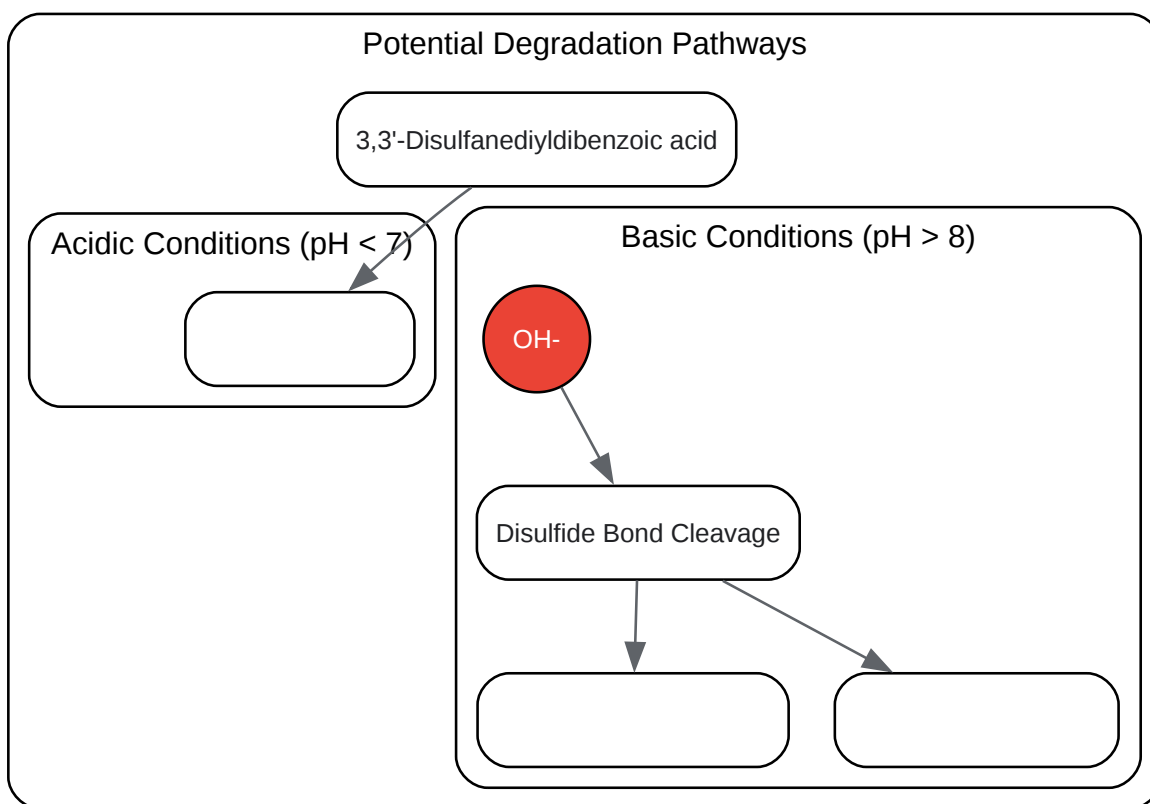 Potential Degradation Pathways
3,3'-Disulfanediyldibenzoic acid
Acidic Conditions (pH < 7)
Basic Conditions (pH > 8)
OH-
Disulfide Bond Cleavage